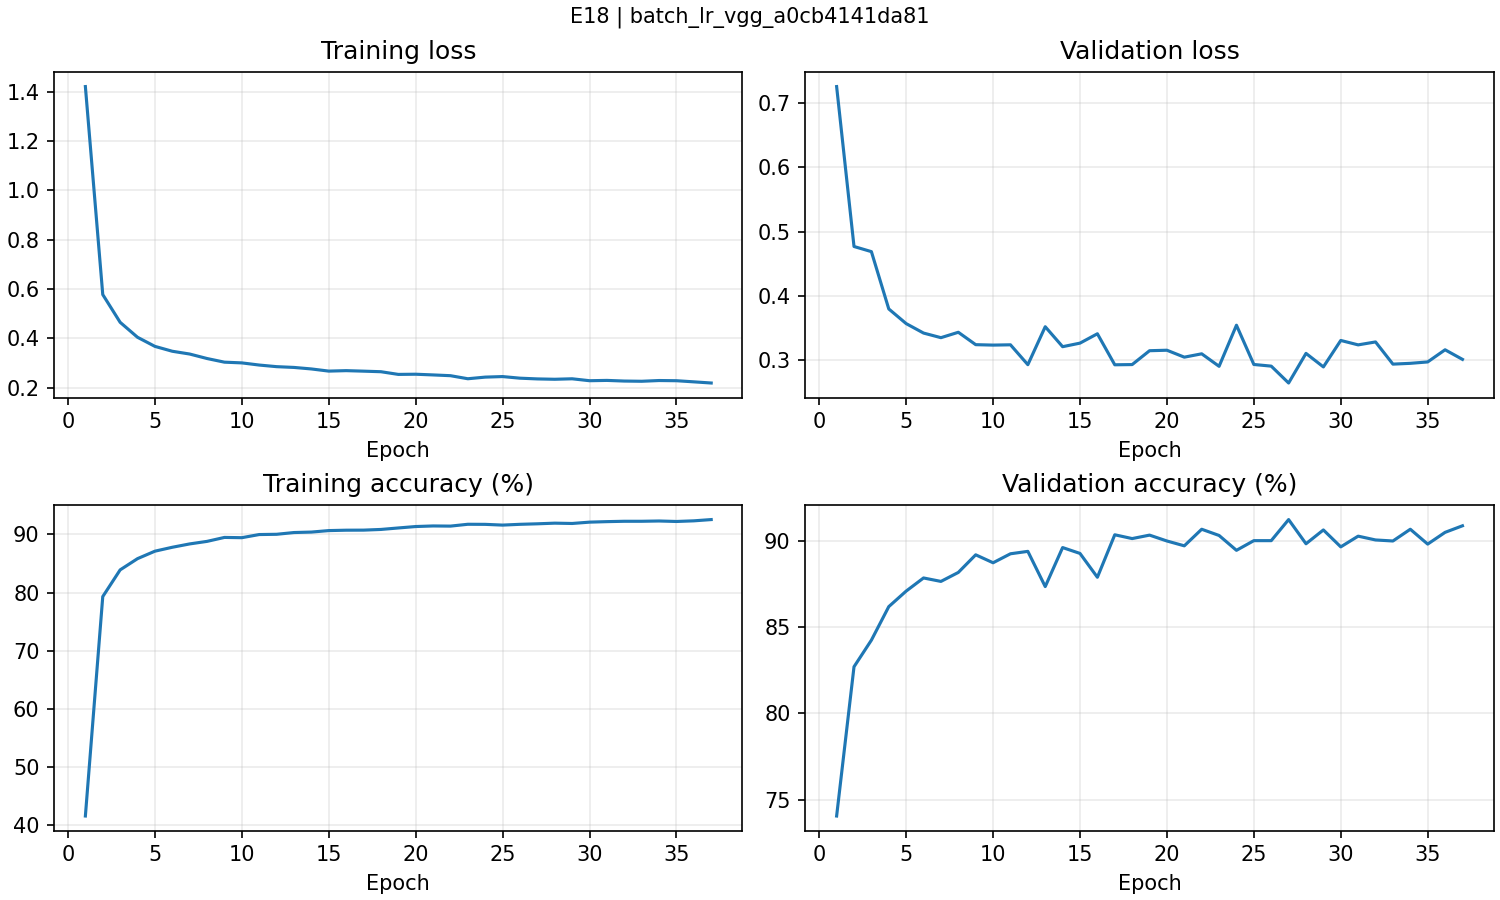 E18 | batch_lr_vgg_a0cb4141da81
Training loss
1.4
1.2
1.0
0.8
0.6
0.4
0.2
0 5 10 15 20 25 30 35
Epoch
Validation loss
0.7
0.6
0.5
0.4
0.3
0 5 10 15 20 25 30 35
Epoch
Training accuracy (%)
90
80
70
60
50
40
0 5 10 15 20 25 30 35
Epoch
Validation accuracy (%)
90
85
80
75
0 5 10 15 20 25 30 35
Epoch